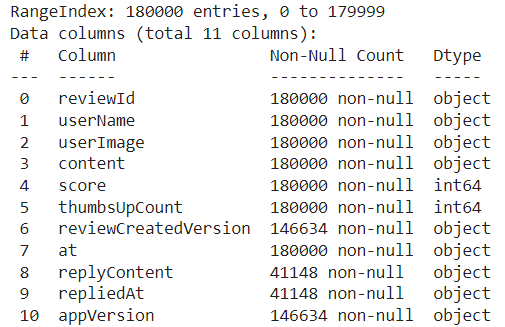 RangeIndex: 180000 entries, 0 to 179999
Data columns (total 11 columns):
 #   Column                Non-Null Count   Dtype
---  ------                --------------   -----
 0   reviewId              180000 non-null  object
 1   userName              180000 non-null  object
 2   userImage             180000 non-null  object
 3   content               180000 non-null  object
 4   score                 180000 non-null  int64
 5   thumbsUpCount         180000 non-null  int64
 6   reviewCreatedVersion  146634 non-null  object
 7   at                    180000 non-null  object
 8   replyContent          41148 non-null   object
 9   repliedAt             41148 non-null   object
 10  appVersion            146634 non-null  object